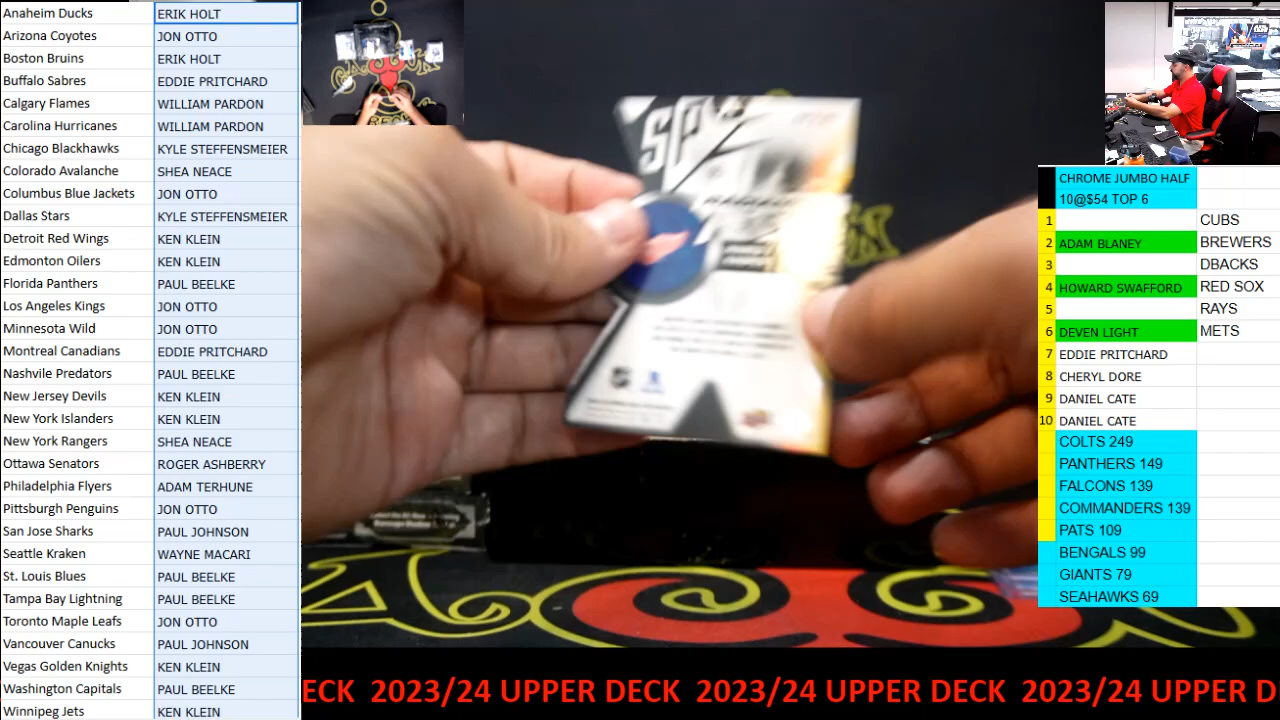 Anaheim Ducks ERIK HOLT
Arizona Coyotes JON OTTO
Boston Bruins ERIK HOLT
Buffalo Sabres EDDIE PRITCHARD
Calgary Flames WILLIAM PARDON
Carolina Hurricanes WILLIAM PARDON
Chicago Blackhawks KYLE STEFFENSMEIER
Colorado Avalanche SHEA NEACE
Columbus Blue Jackets JON OTTO
Dallas Stars KYLE STEFFENSMEIER
Detroit Red Wings KEN KLEIN
Edmonton Oilers KEN KLEIN
Florida Panthers PAUL BEELKE
Los Angeles Kings JON OTTO
Minnesota Wild JON OTTO
Montreal Canadians EDDIE PRITCHARD
Nashvile Predators PAUL BEELKE
New Jersey Devils KEN KLEIN
New York Islanders KEN KLEIN
New York Rangers SHEA NEACE
Ottawa Senators ROGER ASHBERRY
Philadelphia Flyers ADAM TERHUNE
Pittsburgh Penguins JON OTTO
San Jose Sharks PAUL JOHNSON
Seattle Kraken WAYNE MACARI
St. Louis Blues PAUL BEELKE
Tampa Bay Lightning PAUL BEELKE
Toronto Maple Leafs JON OTTO
Vancouver Canucks PAUL JOHNSON
Vegas Golden Knights KEN KLEIN
Washington Capitals PAUL BEELKE
Winnipeg Jets KEN KLEIN
SPX
CHROME JUMBO HALF
10@$54 TOP 6
1 CUBS
2 ADAM BLANEY BREWERS
3 DBACKS
4 HOWARD SWAFFORD RED SOX
5 RAYS
6 DEVEN LIGHT METS
7 EDDIE PRITCHARD
8 CHERYL DORE
9 DANIEL CATE
10 DANIEL CATE
COLTS 249
PANTHERS 149
FALCONS 139
COMMANDERS 139
PATS 109
BENGALS 99
GIANTS 79
SEAHAWKS 69
ECK 2023/24 UPPER DECK 2023/24 UPPER DECK 2023/24 UPPER D